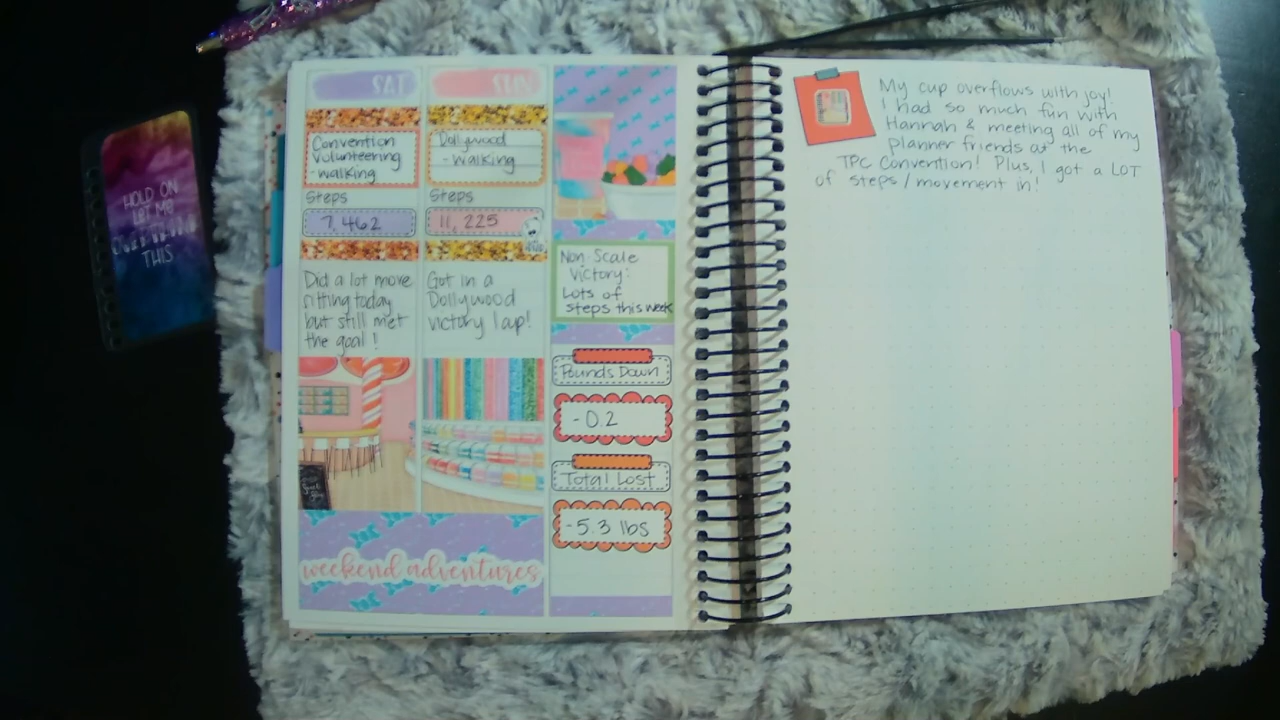 HOLD ON
LET ME
OVERTHINK
THIS
SAT
SUN
Convention
Volunteering
- walking
Steps
7,462
Did a lot more
sitting today
but still met
the goal!
Dollywood
- walking
Steps
11,225
Got in a
Dollywood
victory lap!
weekend adventures
Non-Scale
Victory:
Lots of
steps this week
Pounds Down
-0.2
Total Lost
-5.3 lbs
My cup overflows with joy!
I had so much fun with
Hannah & meeting all of my
planner friends at the
TPC Convention! Plus, I got a LOT
of steps/movement in!